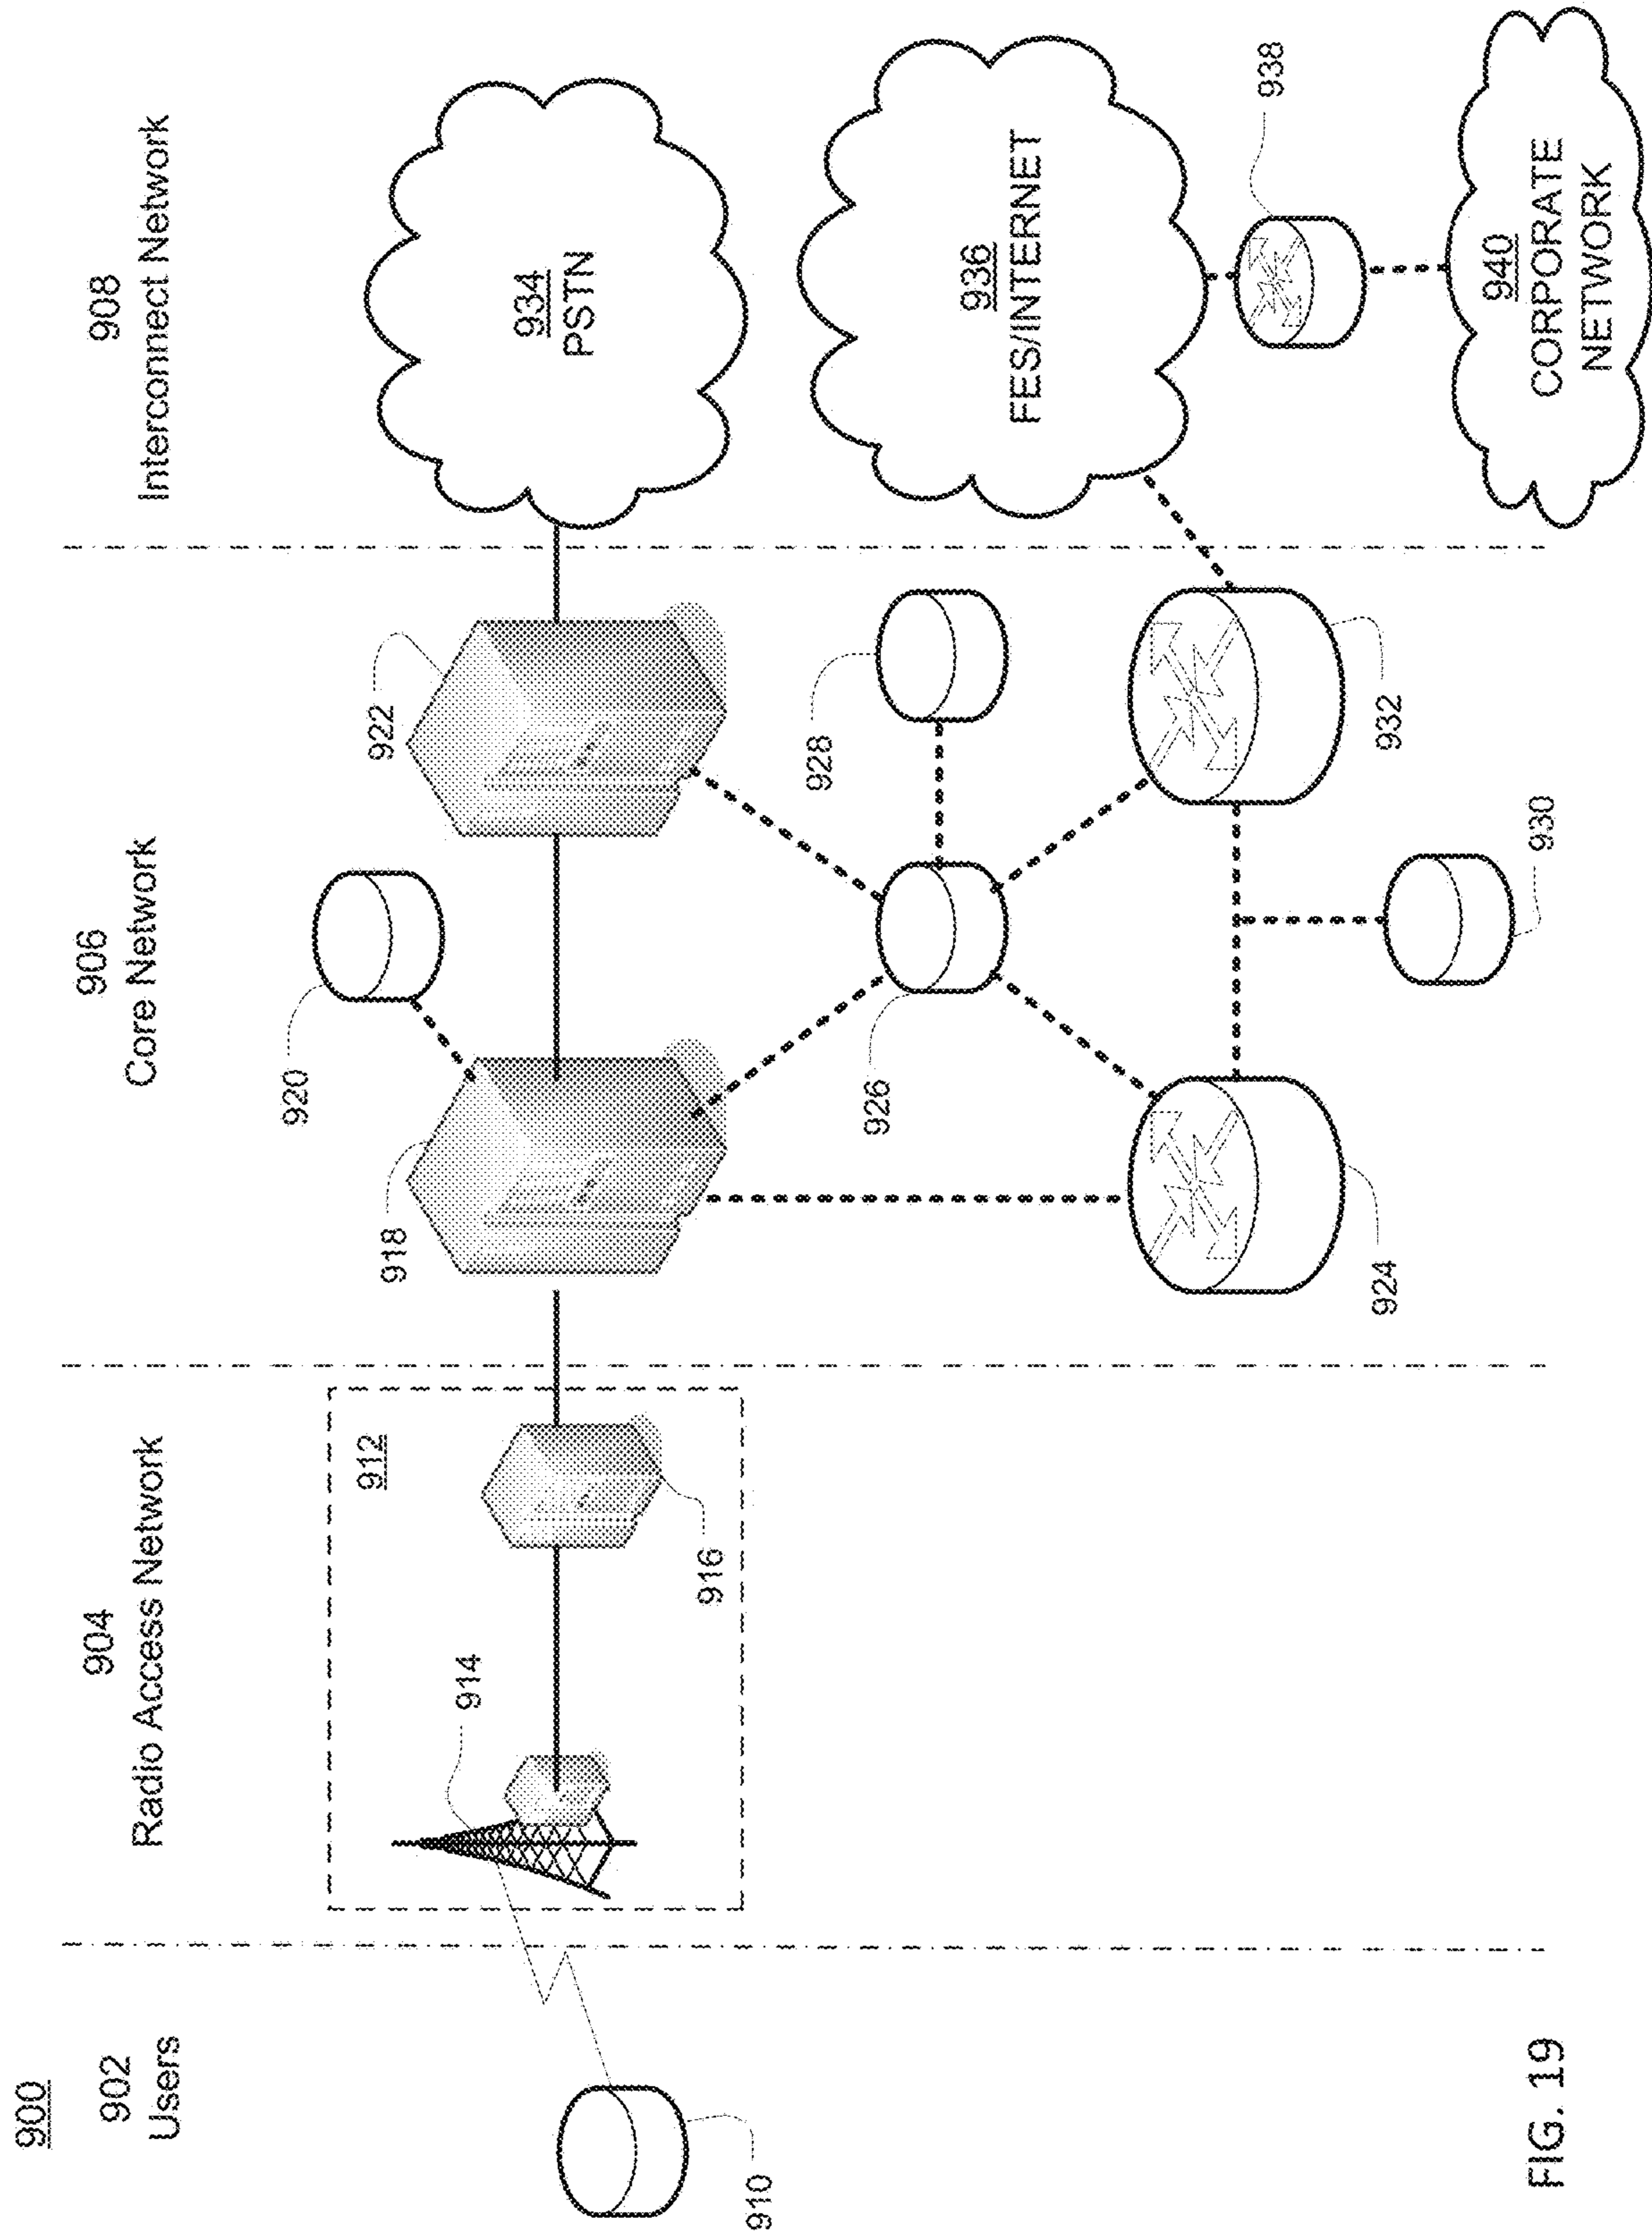 900
902
Users
904
Radio Access Network
906
Core Network
908
Interconnect Network
910
912
914
916
918
920
922
924
926
928
930
932
934
PSTN
936
FES/INTERNET
938
940
CORPORATE
NETWORK
FIG. 19